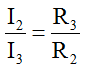 I₂/I₃ = R₃/R₂